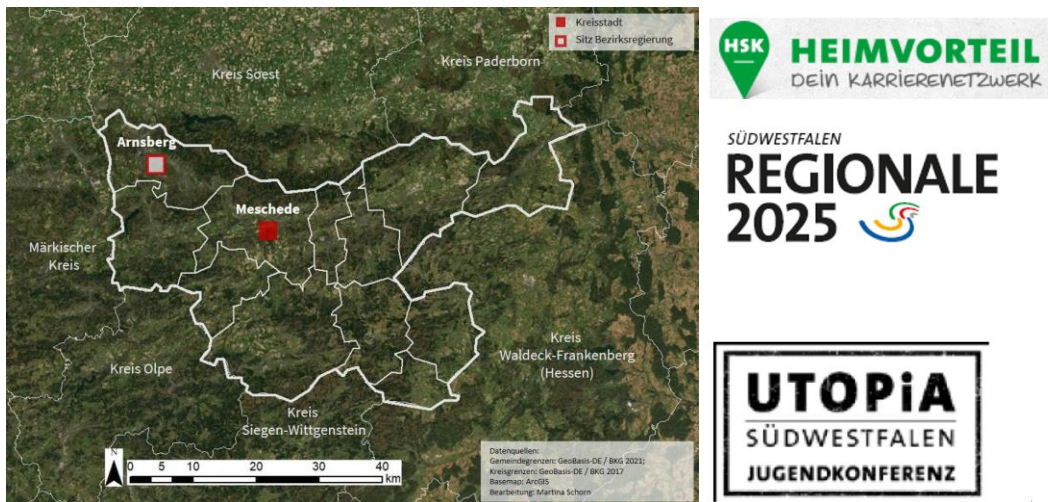 Kreisstadt
Sitz Bezirksregierung
Kreis Paderborn
Kreis Soest
Arnsberg
Meschede
Märkischer
Kreis
Kreis
Waldeck-Frankenberg
(Hessen)
Kreis Olpe
Kreis
Siegen-Wittgenstein
N
0 5 10 20 30 40
km
Datenquellen:
Gemeindegrenzen: GeoBasis-DE / BKG 2021;
Kreisgrenzen: GeoBasis-DE / BKG 2017
Basemap: ArcGIS
Bearbeitung: Martina Schorn
HSK
HEIMVORTEIL
DEIN KARRIERENETZWERK
SÜDWESTFALEN
REGIONALE
2025
UTOPiA
SÜDWESTFALEN
JUGENDKONFERENZ